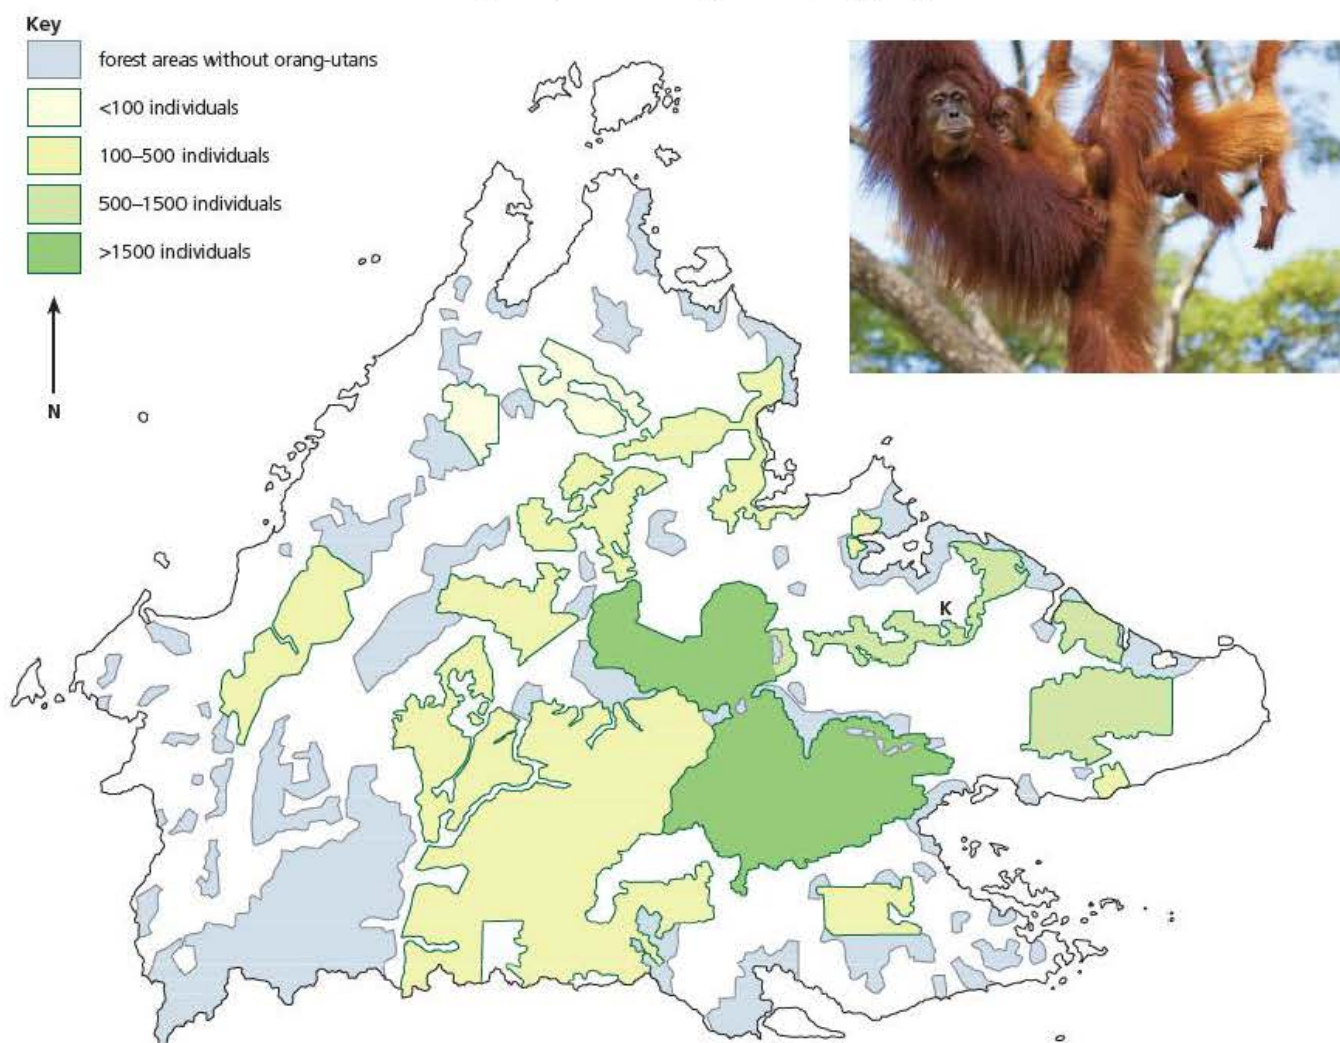 Key
forest areas without orang-utans
<100 individuals
100–500 individuals
500–1500 individuals
>1500 individuals
N
K